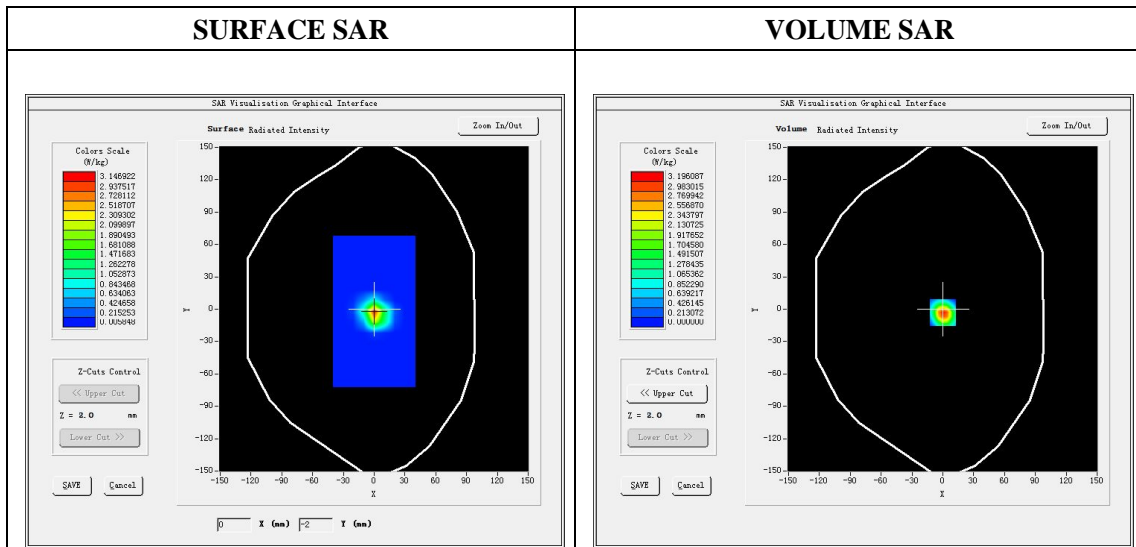 SURFACE SAR
SAR Visualisation Graphical Interface
Surface Radiated Intensity
Zoom In/Out
Colors Scale
(W/kg)
3.146922
2.937517
2.728112
2.518707
2.309302
2.099897
1.890493
1.681088
1.471683
1.262278
1.052873
0.843468
0.634063
0.424658
0.215253
0.005848
Z-Cuts Control
<< Upper Cut
Z = 2.0 mm
Lower Cut >>
SAVE Cancel
150
120
90
60
30
0
-30
-60
-90
-120
-150
Y
-150 -120 -90 -60 -30 0 30 60 90 120 150
X
0 X (mm) -2 Y (mm)
VOLUME SAR
SAR Visualisation Graphical Interface
Volume Radiated Intensity
Zoom In/Out
Colors Scale
(W/kg)
3.196087
2.983015
2.769942
2.556870
2.343797
2.130725
1.917652
1.704580
1.491507
1.278435
1.065362
0.852290
0.639217
0.426145
0.213072
0.000000
Z-Cuts Control
<< Upper Cut
Z = 2.0 mm
Lower Cut >>
SAVE Cancel
150
120
90
60
30
0
-30
-60
-90
-120
-150
Y
-150 -120 -90 -60 -30 0 30 60 90 120 150
X